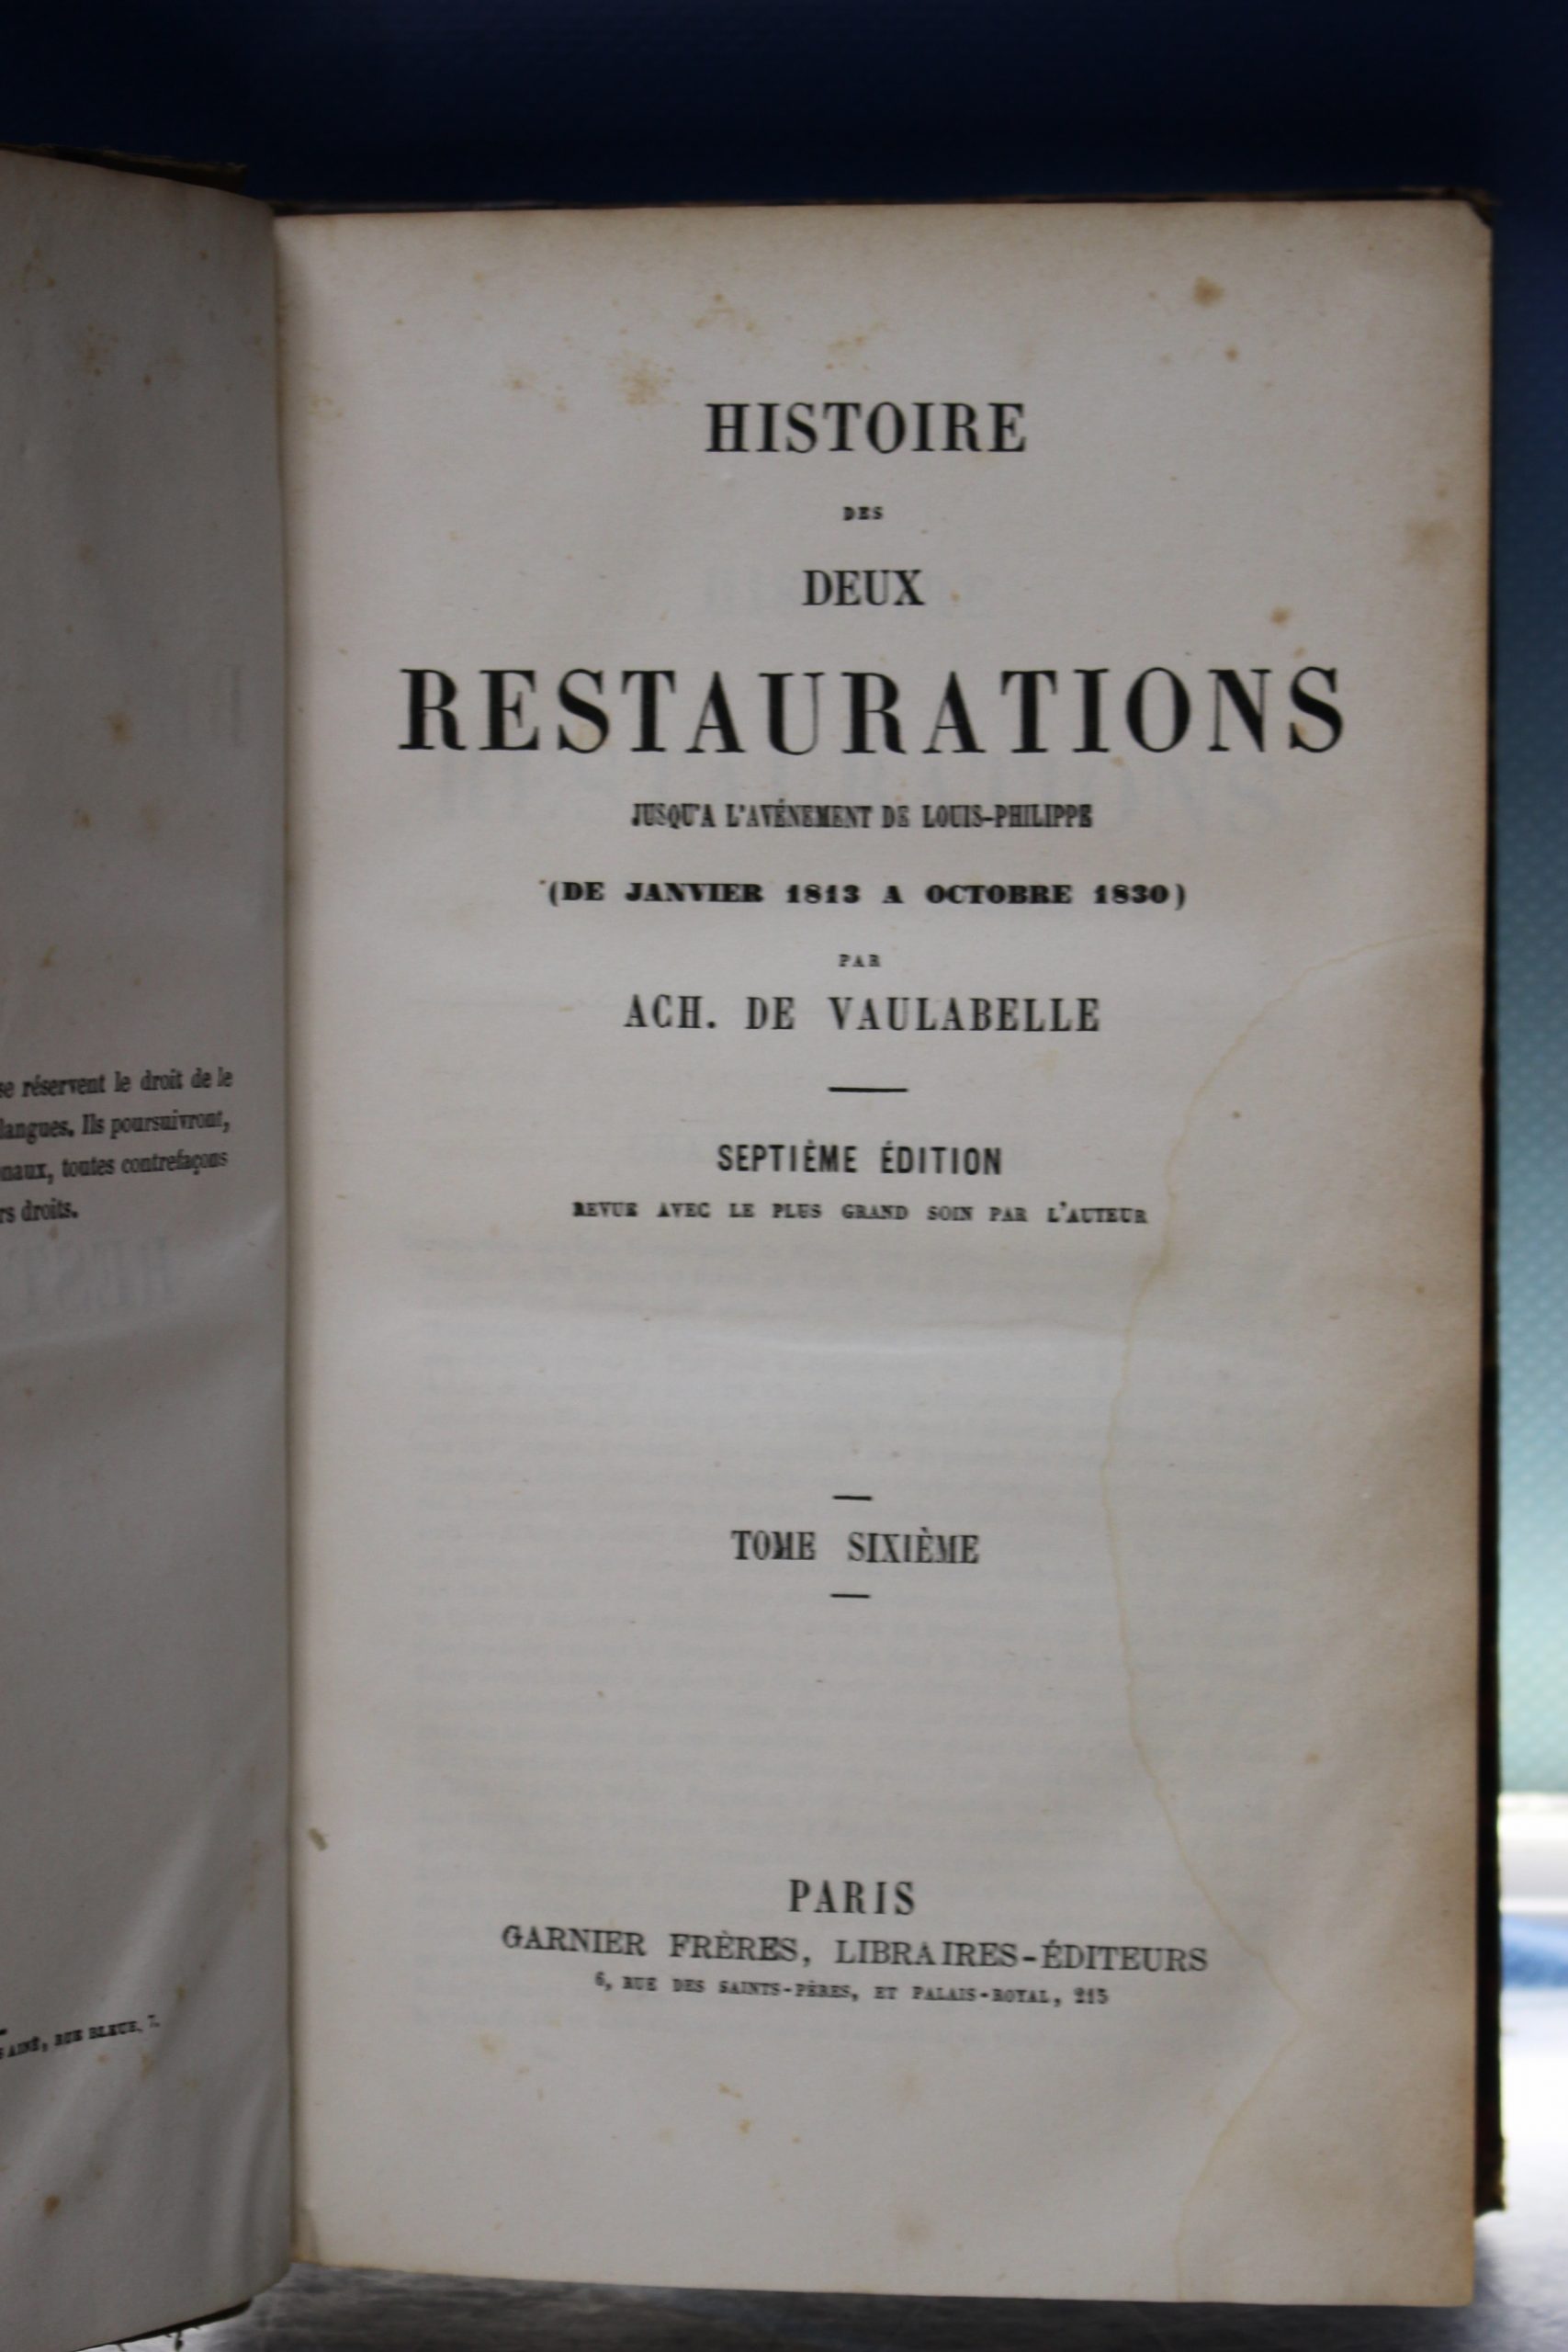 se réservent le droit de le
langues. Ils poursuivront,
naux, toutes contrefaçons
rs droits.
AINÉ, RUE BLEUE, 7.
HISTOIRE
DES
DEUX
RESTAURATIONS
JUSQU'A L'AVÉNEMENT DE LOUIS-PHILIPPE
(DE JANVIER 1813 A OCTOBRE 1830)
PAR
ACH. DE VAULABELLE
SEPTIÈME ÉDITION
REVUE AVEC LE PLUS GRAND SOIN PAR L'AUTEUR
TOME SIXIÈME
PARIS
GARNIER FRÈRES, LIBRAIRES-ÉDITEURS
6, RUE DES SAINTS-PÈRES, ET PALAIS-ROYAL, 215